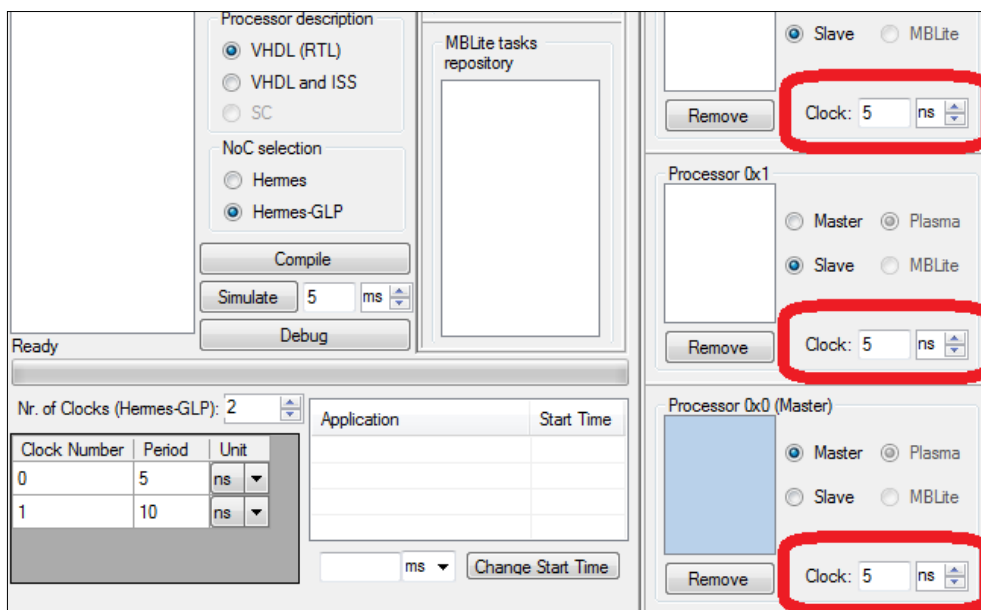 Processor description
VHDL (RTL)
VHDL and ISS
SC
NoC selection
Hermes
Hermes-GLP
Compile
Simulate 5 ms
Debug
Ready
MBLite tasks
repository
Nr. of Clocks (Hermes-GLP): 2
Clock Number Period Unit
0 5 ns
1 10 ns
Application Start Time
ms Change Start Time
Slave MBLite
Remove Clock: 5 ns
Processor 0x1
Master Plasma
Slave MBLite
Remove Clock: 5 ns
Processor 0x0 (Master)
Master Plasma
Slave MBLite
Remove Clock: 5 ns